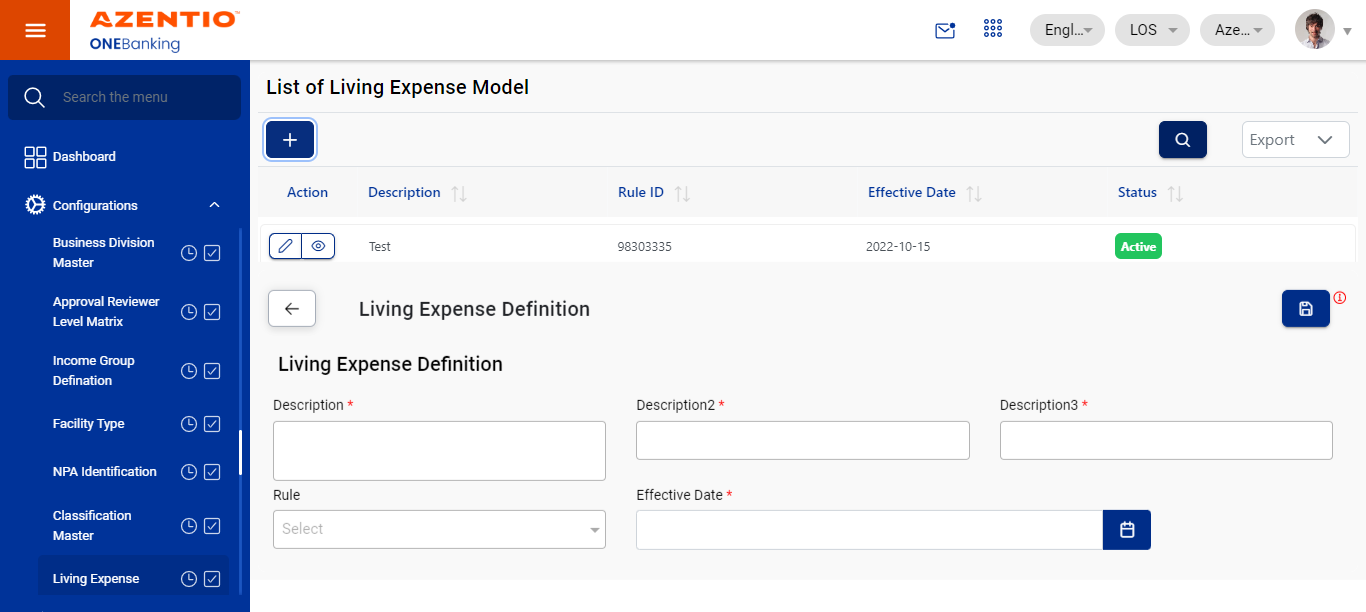 AZENTIO™
ONEBanking
Engl...
LOS
Aze...
Search the menu
Dashboard
Configurations
Business Division
Master
Approval Reviewer
Level Matrix
Income Group
Defination
Facility Type
NPA Identification
Classification
Master
Living Expense
List of Living Expense Model
Export
Action Description Rule ID Effective Date Status
Test 98303335 2022-10-15 Active
Living Expense Definition
Living Expense Definition
Description * Description2 * Description3 *
Rule Effective Date *
Select